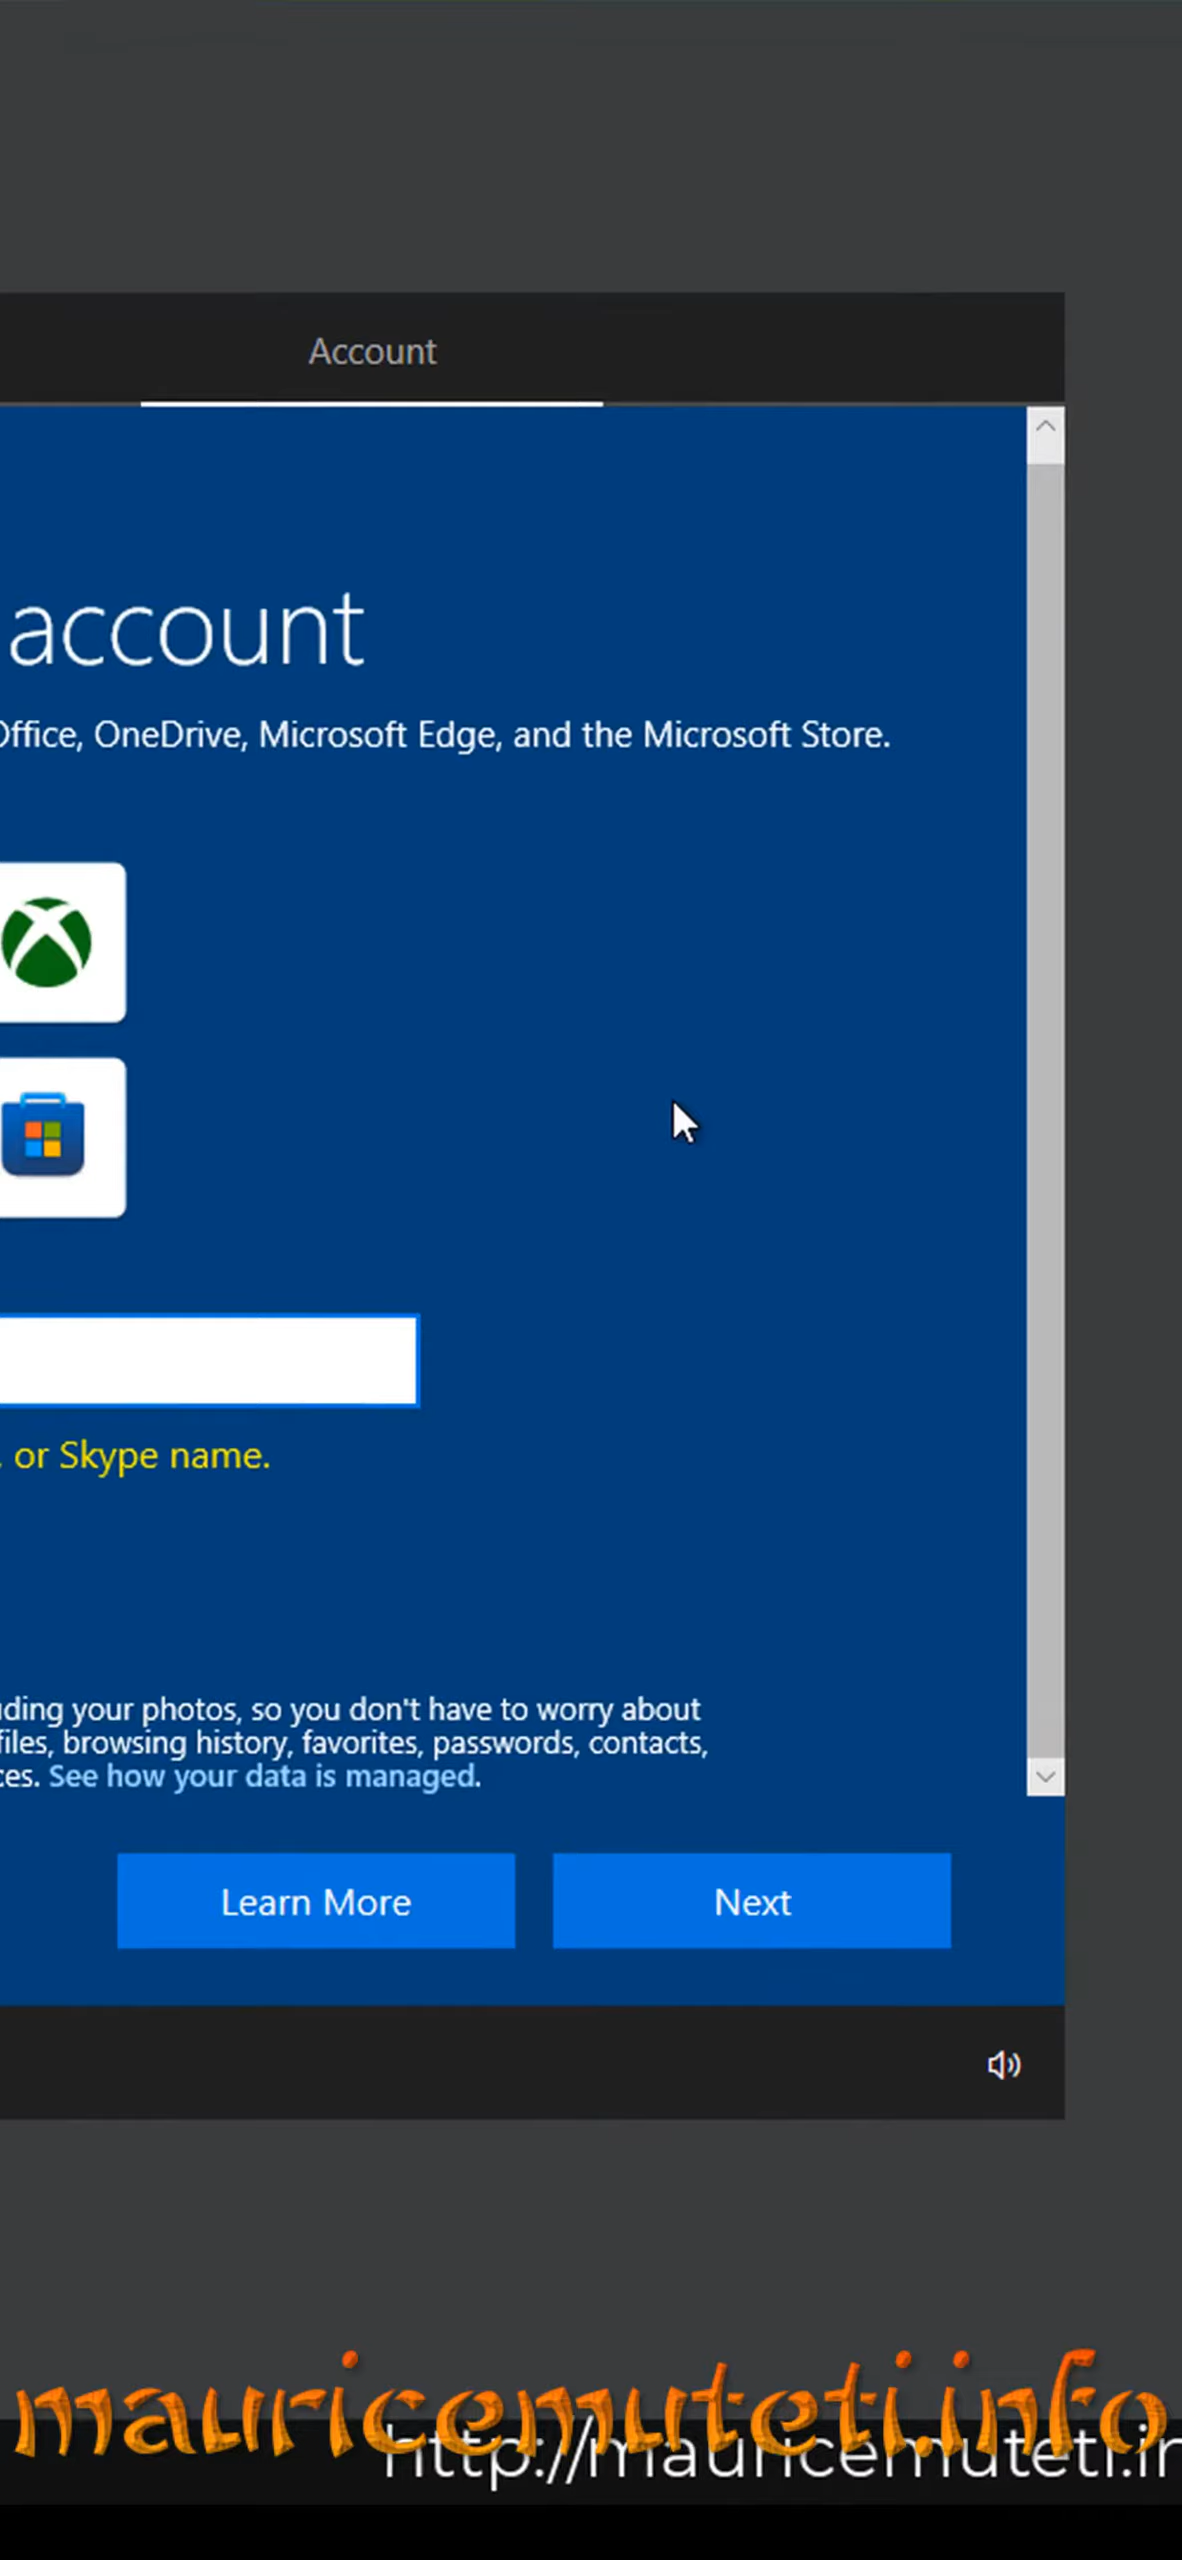 Account
account
Office, OneDrive, Microsoft Edge, and the Microsoft Store.
or Skype name.
your photos, so you don't have to worry about
files, browsing history, favorites, passwords, contacts,
See how your data is managed.
Learn More
Next
mauricemuteti.info
http://mauricemuteti.in